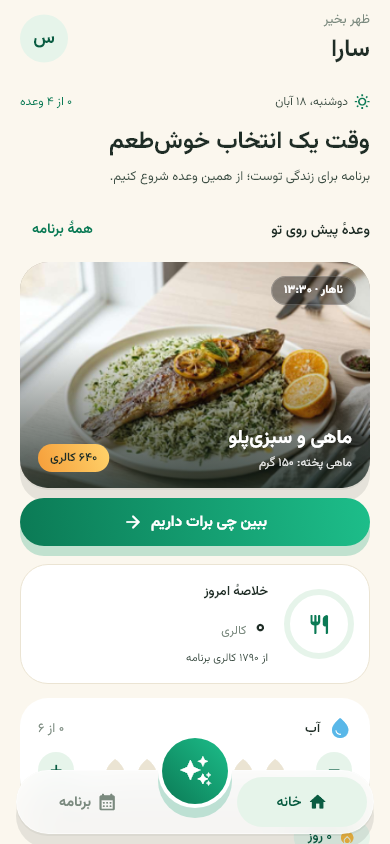 ظهر بخیر
سارا
س
دوشنبه، ۱۸ آبان
۰ از ۴ وعده
وقت یک انتخاب خوش‌طعم
برنامه برای زندگی توست؛ از همین وعده شروع کنیم.
وعدهٔ پیش روی تو
همهٔ برنامه
ناهار · ۱۳:۳۰
ماهی و سبزی‌پلو
ماهی پخته: ۱۵۰ گرم
۶۴۰ کالری
ببین چی برات داریم
خلاصهٔ امروز
۰ کالری
از ۱۷۹۰ کالری برنامه
آب
۰ از ۶
خانه
برنامه
۰ روز